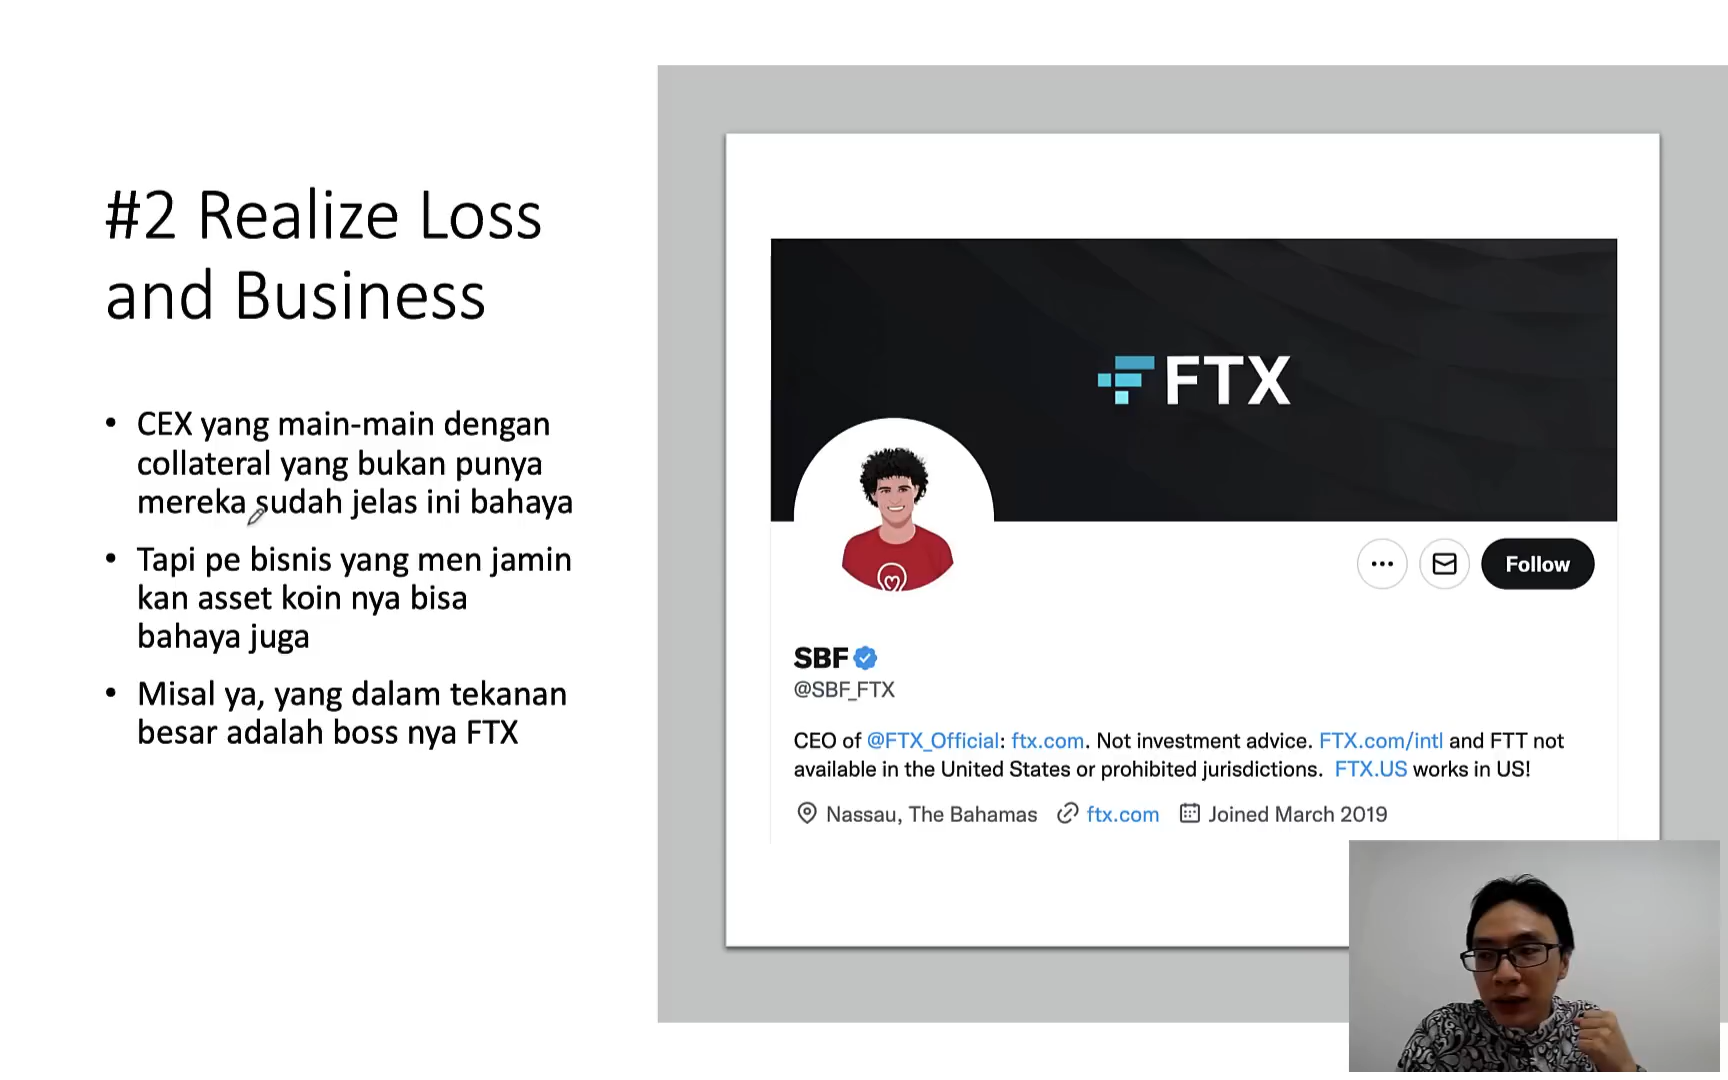 #2 Realize Loss
and Business
• CEX yang main-main dengan
collateral yang bukan punya
mereka sudah jelas ini bahaya
• Tapi pe bisnis yang men jamin
kan asset koin nya bisa
bahaya juga
• Misal ya, yang dalam tekanan
besar adalah boss nya FTX
FTX
Follow
SBF
@SBF_FTX
CEO of @FTX_Official: ftx.com. Not investment advice. FTX.com/intl and FTT not
available in the United States or prohibited jurisdictions. FTX.US works in US!
Nassau, The Bahamas ftx.com Joined March 2019